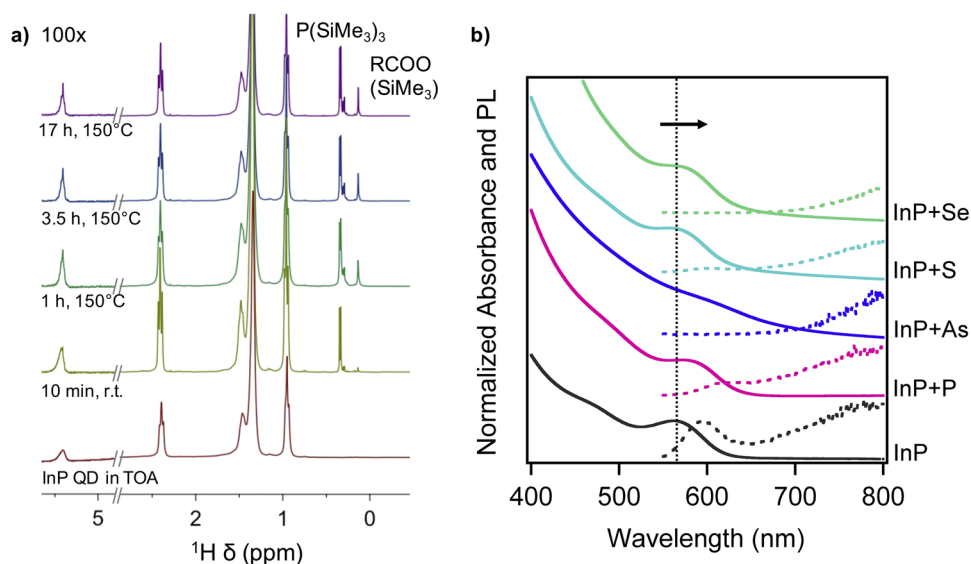 a) 100x
P(SiMe₃)₃
RCOO
(SiMe₃)
17 h, 150°C
3.5 h, 150°C
1 h, 150°C
10 min, r.t.
InP QD in TOA
5 2 1 0
¹H δ (ppm)
b)
Normalized Absorbance and PL
InP+Se
InP+S
InP+As
InP+P
InP
400 500 600 700 800
Wavelength (nm)